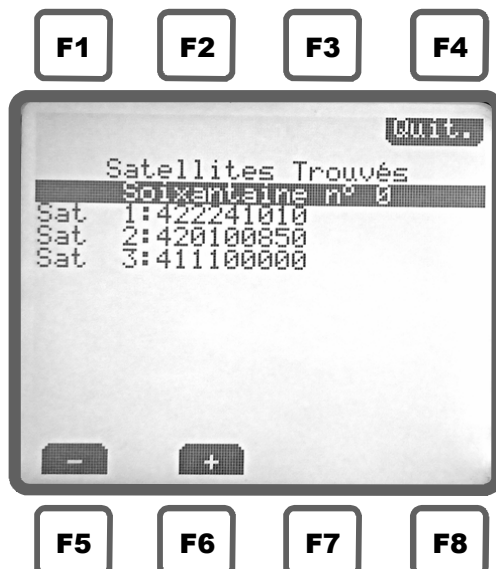 F1 F2 F3 F4
Quit.
Satellites Trouvés
Soixantaine n° 0
Sat 1:422241010
Sat 2:420100850
Sat 3:411100000
- +
F5 F6 F7 F8